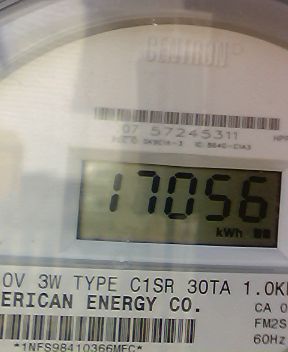 CENTRON
07 57245311
17056
kWh
0V 3W TYPE C1SR 30TA 1.0K
ERICAN ENERGY CO.
CA 0
FM2S
60Hz
*1NFS98410366MFC*